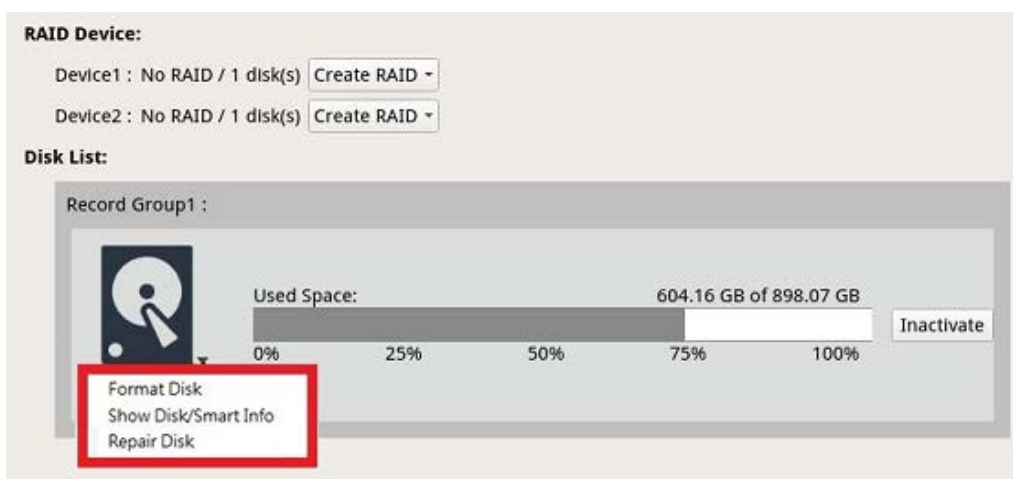 RAID Device:
Device1 : No RAID / 1 disk(s) Create RAID
Device2 : No RAID / 1 disk(s) Create RAID
Disk List:
Record Group1 :
Used Space: 604.16 GB of 898.07 GB
Inactivate
0% 25% 50% 75% 100%
Format Disk
Show Disk/Smart Info
Repair Disk